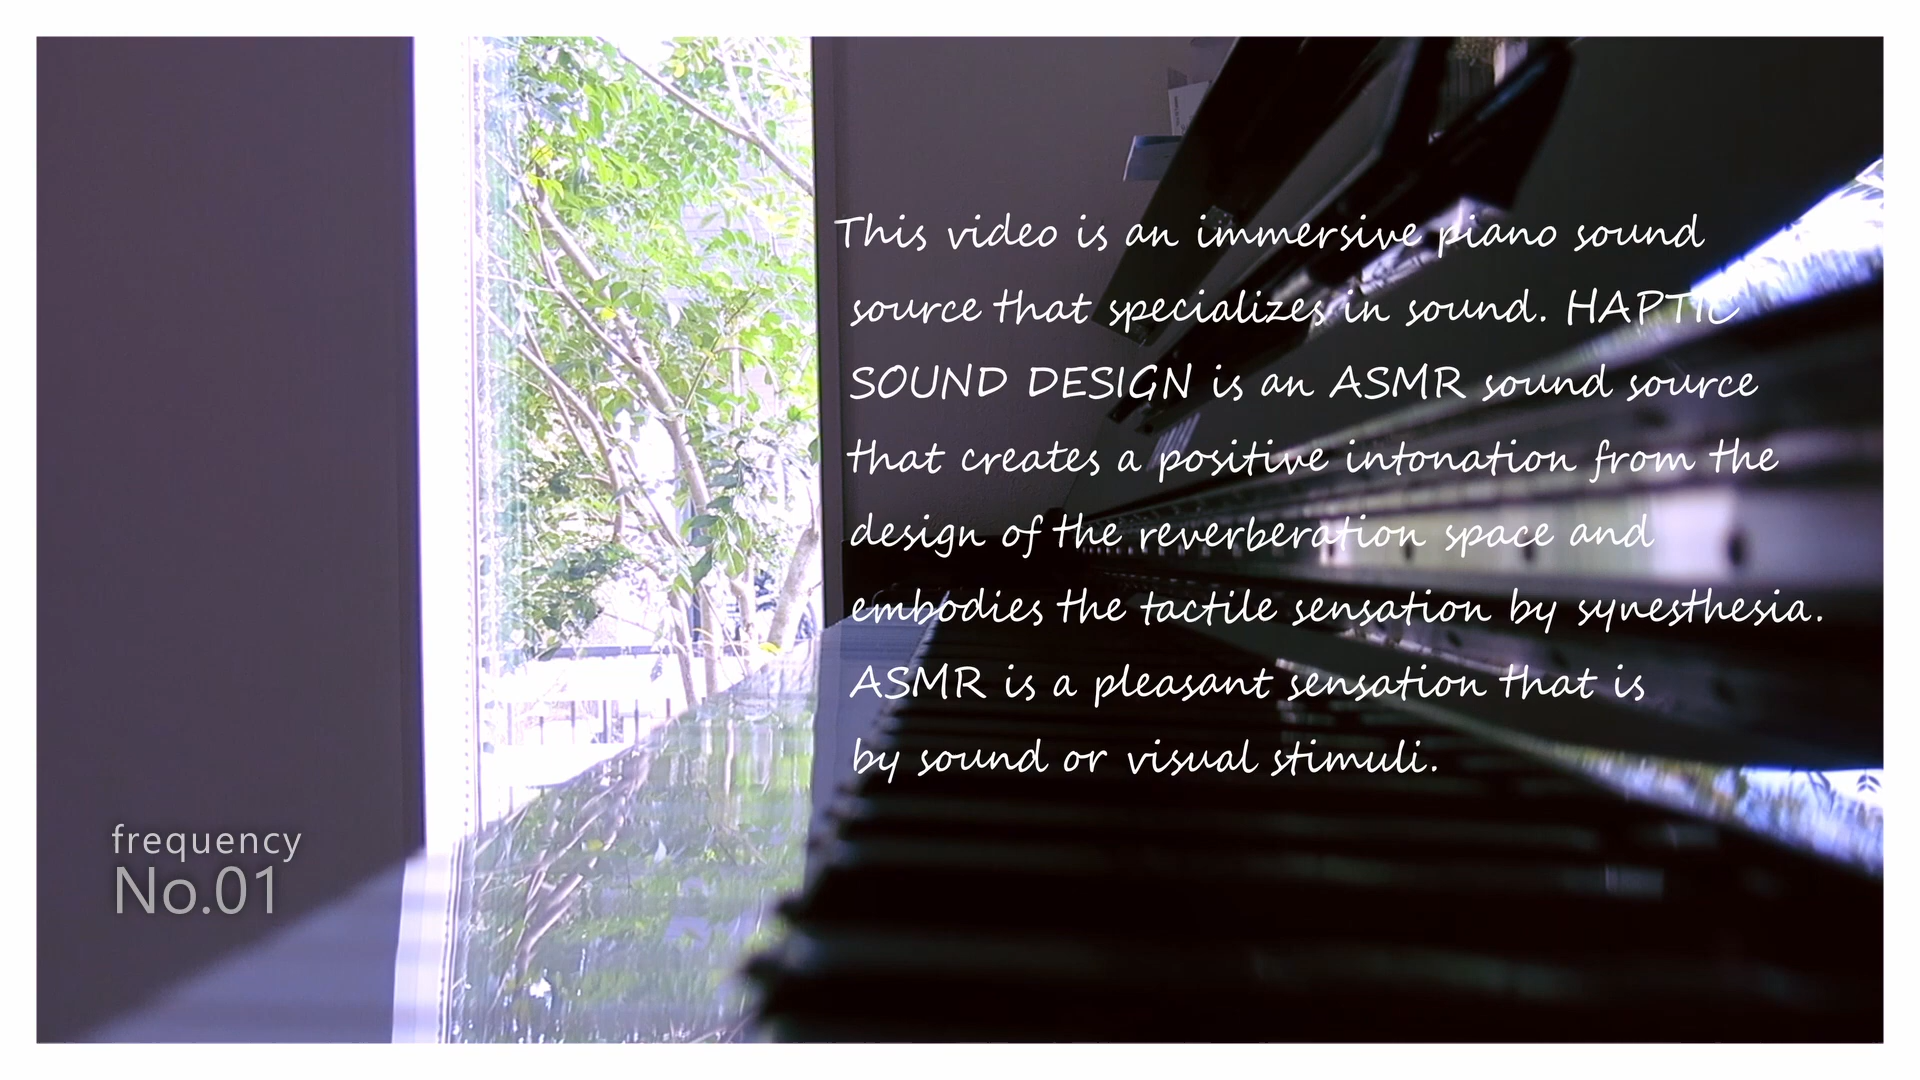 This video is an immersive piano sound
source that specializes in sound. HAPTIC
SOUND DESIGN is an ASMR sound source
that creates a positive intonation from the
design of the reverberation space and
embodies the tactile sensation by synesthesia.
ASMR is a pleasant sensation that is
by sound or visual stimuli.
frequency
No.01